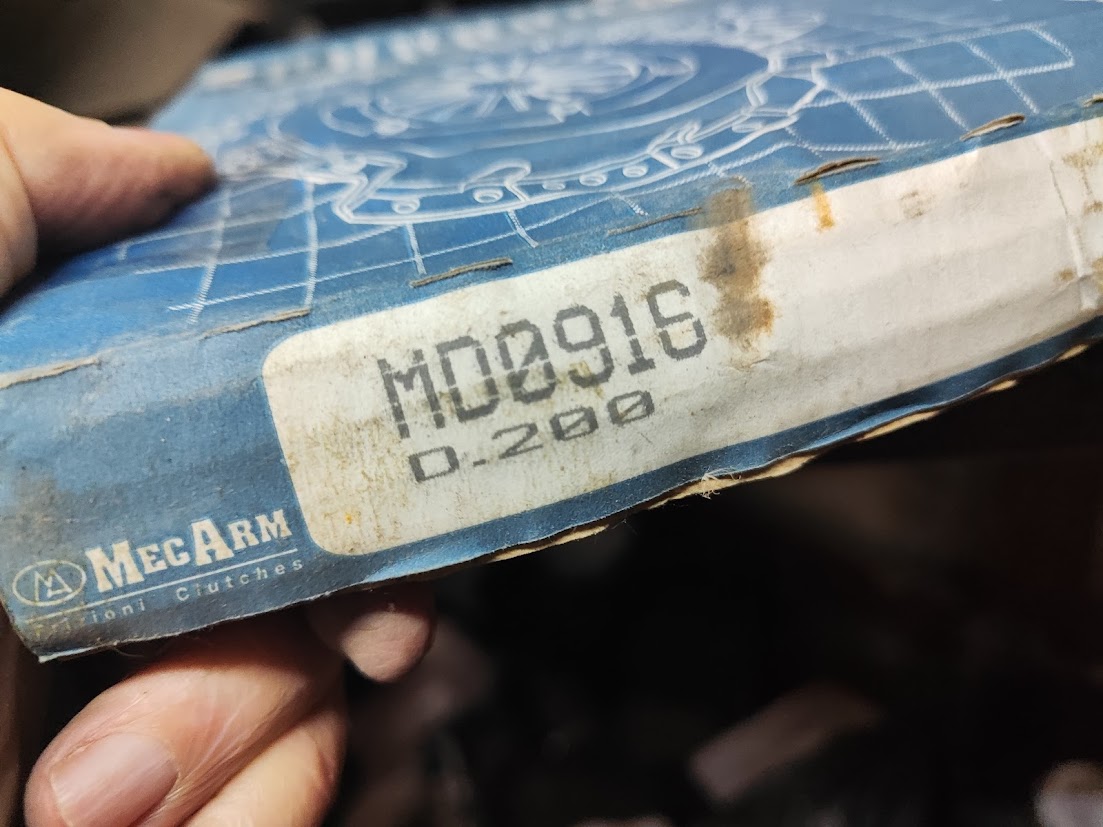 MD0916
D.200
MECARM
Clutches